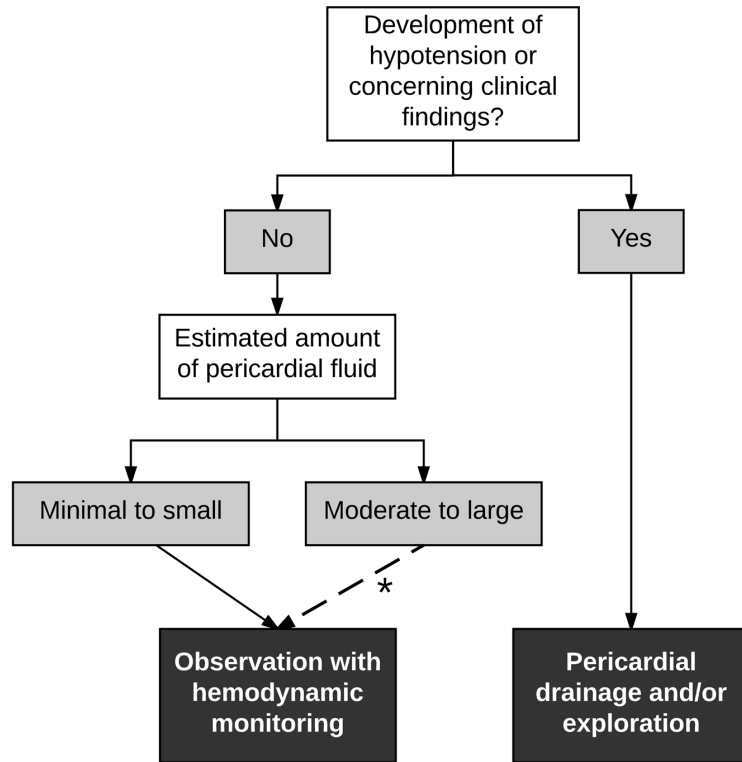 Development of
hypotension or
concerning clinical
findings?
No
Yes
Estimated amount
of pericardial fluid
Minimal to small
Moderate to large
*
Observation with
hemodynamic
monitoring
Pericardial
drainage and/or
exploration